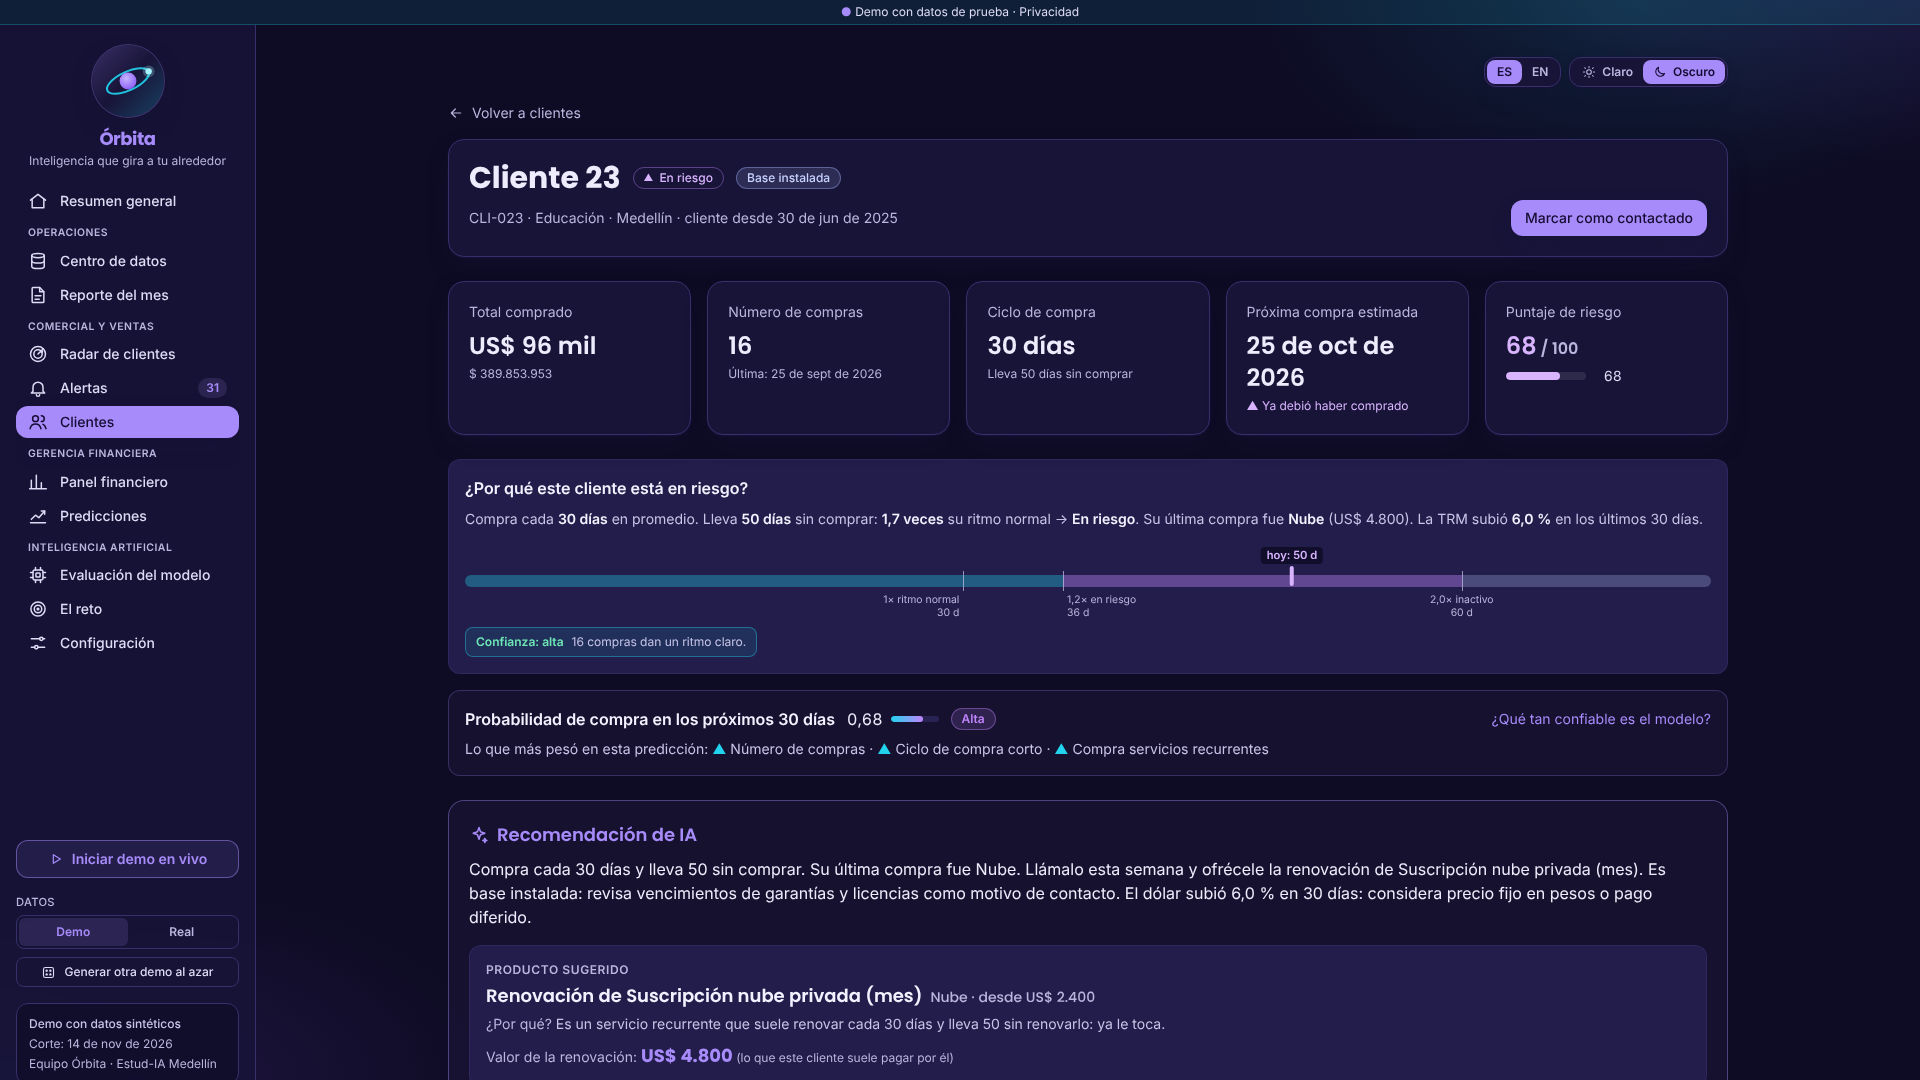 Demo con datos de prueba · Privacidad
Órbita
Inteligencia que gira a tu alrededor
Resumen general
OPERACIONES
Centro de datos
Reporte del mes
COMERCIAL Y VENTAS
Radar de clientes
Alertas 31
Clientes
GERENCIA FINANCIERA
Panel financiero
Predicciones
INTELIGENCIA ARTIFICIAL
Evaluación del modelo
El reto
Configuración
Iniciar demo en vivo
DATOS
Demo Real
Generar otra demo al azar
Demo con datos sintéticos
Corte: 14 de nov de 2026
Equipo Órbita · Estud-IA Medellín
ES EN Claro Oscuro
← Volver a clientes
Cliente 23 ▲ En riesgo Base instalada
CLI-023 · Educación · Medellín · cliente desde 30 de jun de 2025
Marcar como contactado
Total comprado
US$ 96 mil
$ 389.853.953
Número de compras
16
Última: 25 de sept de 2026
Ciclo de compra
30 días
Lleva 50 días sin comprar
Próxima compra estimada
25 de oct de
2026
▲ Ya debió haber comprado
Puntaje de riesgo
68 / 100
68
¿Por qué este cliente está en riesgo?
Compra cada 30 días en promedio. Lleva 50 días sin comprar: 1,7 veces su ritmo normal → En riesgo. Su última compra fue Nube (US$ 4.800). La TRM subió 6,0 % en los últimos 30 días.
hoy: 50 d
1× ritmo normal
30 d
1,2× en riesgo
36 d
2,0× inactivo
60 d
Confianza: alta 16 compras dan un ritmo claro.
Probabilidad de compra en los próximos 30 días 0,68 Alta
¿Qué tan confiable es el modelo?
Lo que más pesó en esta predicción: ▲ Número de compras · ▲ Ciclo de compra corto · ▲ Compra servicios recurrentes
Recomendación de IA
Compra cada 30 días y lleva 50 sin comprar. Su última compra fue Nube. Llámalo esta semana y ofrécele la renovación de Suscripción nube privada (mes). Es
base instalada: revisa vencimientos de garantías y licencias como motivo de contacto. El dólar subió 6,0 % en 30 días: considera precio fijo en pesos o pago
diferido.
PRODUCTO SUGERIDO
Renovación de Suscripción nube privada (mes) Nube · desde US$ 2.400
¿Por qué? Es un servicio recurrente que suele renovar cada 30 días y lleva 50 sin renovarlo: ya le toca.
Valor de la renovación: US$ 4.800 (lo que este cliente suele pagar por él)